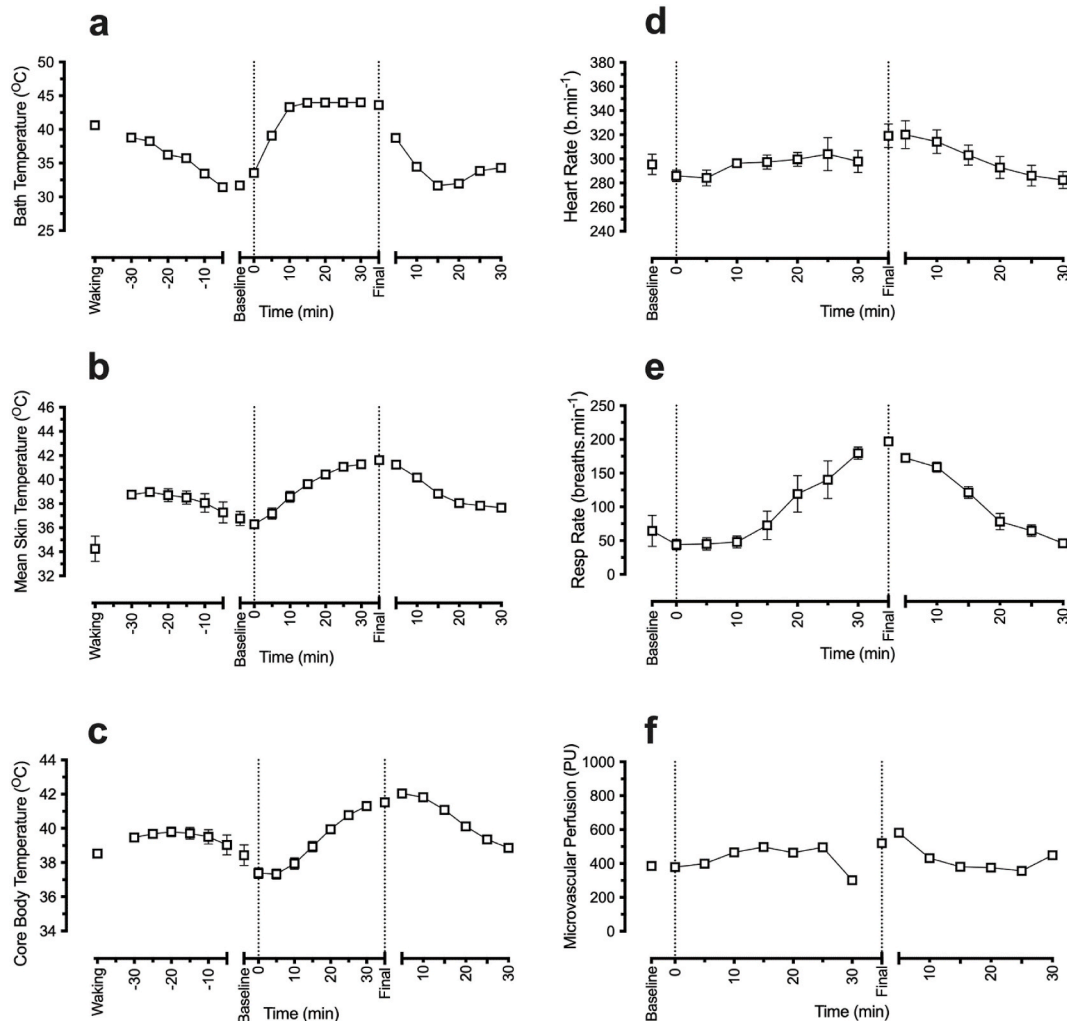 a
Bath Temperature (°C)
50
45
40
35
30
25
Waking
-30
-20
-10
Baseline
0
10
20
30
Final
10
20
30
Time (min)
b
Mean Skin Temperature (°C)
46
44
42
40
38
36
34
32
Waking
-30
-20
-10
Baseline
0
10
20
30
Final
10
20
30
Time (min)
c
Core Body Temperature (°C)
44
42
40
38
36
34
Waking
-30
-20
-10
Baseline
0
10
20
30
Final
10
20
30
Time (min)
d
Heart Rate (b.min⁻¹)
380
360
340
320
300
280
260
240
Baseline
0
10
20
30
Final
10
20
30
Time (min)
e
Resp Rate (breaths.min⁻¹)
250
200
150
100
50
0
Baseline
0
10
20
30
Final
10
20
30
Time (min)
f
Microvascular Perfusion (PU)
1000
800
600
400
200
0
Baseline
0
10
20
30
Final
10
20
30
Time (min)